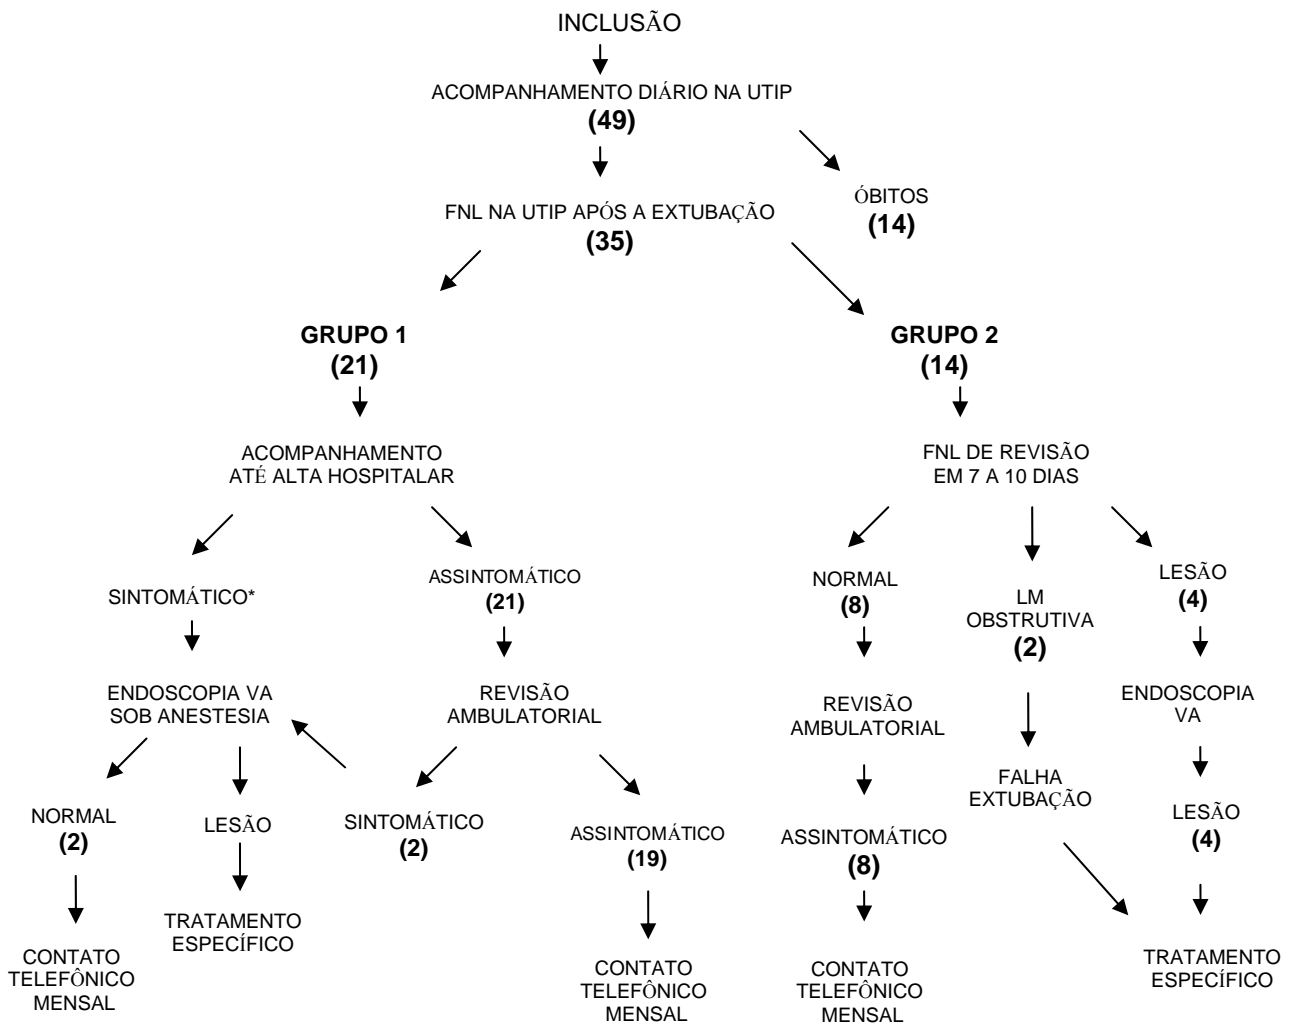 INCLUSÃO
ACOMPANHAMENTO DIÁRIO NA UTIP
(49)
ÓBITOS
(14)
FNL NA UTIP APÓS A EXTUBAÇÃO
(35)
GRUPO 1
(21)
GRUPO 2
(14)
ACOMPANHAMENTO
ATÉ ALTA HOSPITALAR
FNL DE REVISÃO
EM 7 A 10 DIAS
SINTOMÁTICO*
ASSINTOMÁTICO
(21)
NORMAL
(8)
LM
OBSTRUTIVA
(2)
LESÃO
(4)
ENDOSCOPIA VA
SOB ANESTESIA
REVISÃO
AMBULATORIAL
REVISÃO
AMBULATORIAL
FALHA
EXTUBAÇÃO
ENDOSCOPIA
VA
NORMAL
(2)
LESÃO
SINTOMÁTICO
(2)
ASSINTOMÁTICO
(19)
ASSINTOMÁTICO
(8)
LESÃO
(4)
CONTATO
TELEFÔNICO
MENSAL
TRATAMENTO
ESPECÍFICO
CONTATO
TELEFÔNICO
MENSAL
CONTATO
TELEFÔNICO
MENSAL
TRATAMENTO
ESPECÍFICO